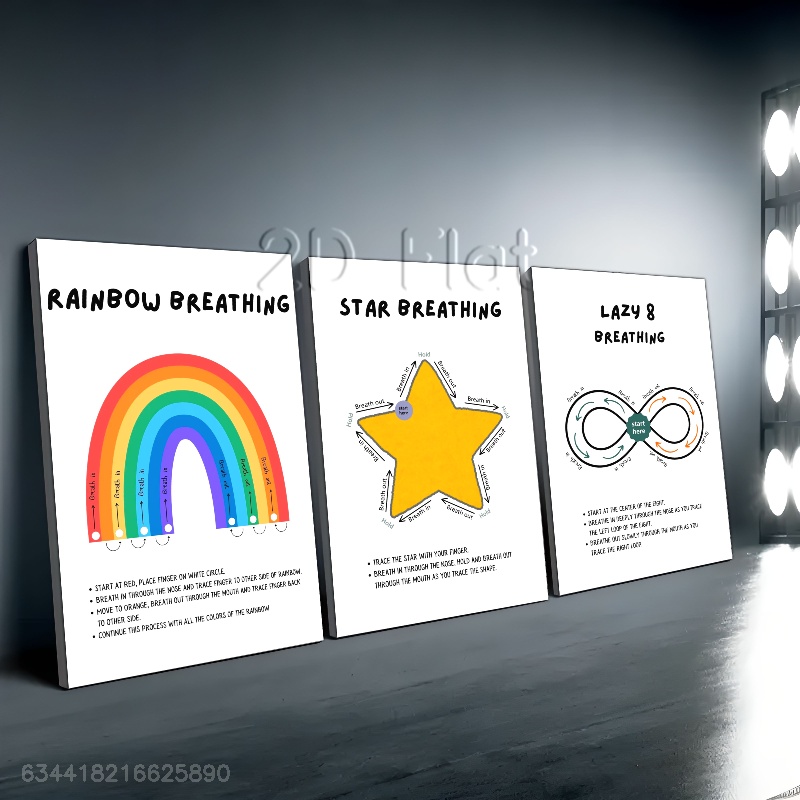 2D Flat
RAINBOW BREATHING
Breath in
Breath in
Breath in
Breath in
Breath out
Breath out
Breath out
START AT RED, PLACE FINGER ON WHITE CIRCLE.
BREATH IN THROUGH THE NOSE AND TRACE FINGER TO OTHER SIDE OF RAINBOW.
MOVE TO ORANGE, BREATH OUT THROUGH THE MOUTH AND TRACE FINGER BACK
TO OTHER SIDE.
CONTINUE THIS PROCESS WITH ALL THE COLORS OF THE RAINBOW
STAR BREATHING
Hold
Breath in
Breath out
Breath out
start
here
Breath in
Hold
Hold
Breath in
Breath out
Breath out
Breath in
Breath in
Breath out
Hold
Hold
TRACE THE STAR WITH YOUR FINGER.
BREATH IN THROUGH THE NOSE, HOLD AND BREATH OUT
THROUGH THE MOUTH AS YOU TRACE THE SHAPE.
LAZY 8
BREATHING
Breath in
Breath in
Breath out
Breath out
start
here
Breath in
Breath in
Breath out
Breath out
START AT THE CENTER OF THE EIGHT.
BREATHE IN DEEPLY THROUGH THE NOSE AS YOU TRACE
THE LEFT LOOP OF THE EIGHT.
BREATHE OUT SLOWLY THROUGH THE MOUTH AS YOU
TRACE THE RIGHT LOOP.
634418216625890